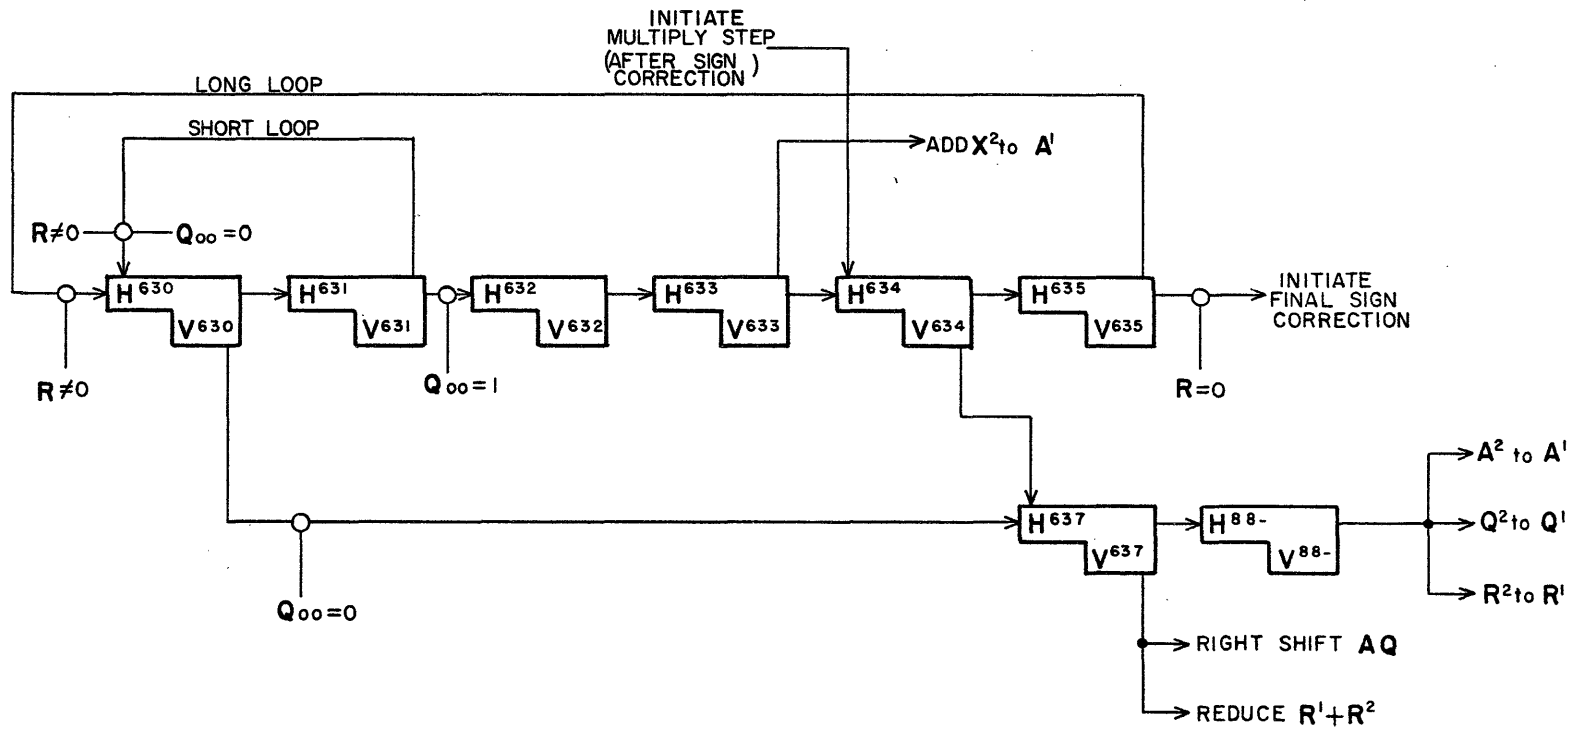 INITIATE
MULTIPLY STEP
(AFTER SIGN)
CORRECTION
LONG LOOP
SHORT LOOP
ADD X² to A¹
R≠0
Q₀₀=0
H⁶³⁰
V⁶³⁰
H⁶³¹
V⁶³¹
H⁶³²
V⁶³²
H⁶³³
V⁶³³
H⁶³⁴
V⁶³⁴
H⁶³⁵
V⁶³⁵
INITIATE
FINAL SIGN
CORRECTION
R≠0
Q₀₀=1
R=0
H⁶³⁷
V⁶³⁷
H⁸⁸⁻
V⁸⁸⁻
A² to A¹
Q² to Q¹
R² to R¹
Q₀₀=0
RIGHT SHIFT AQ
REDUCE R¹+R²